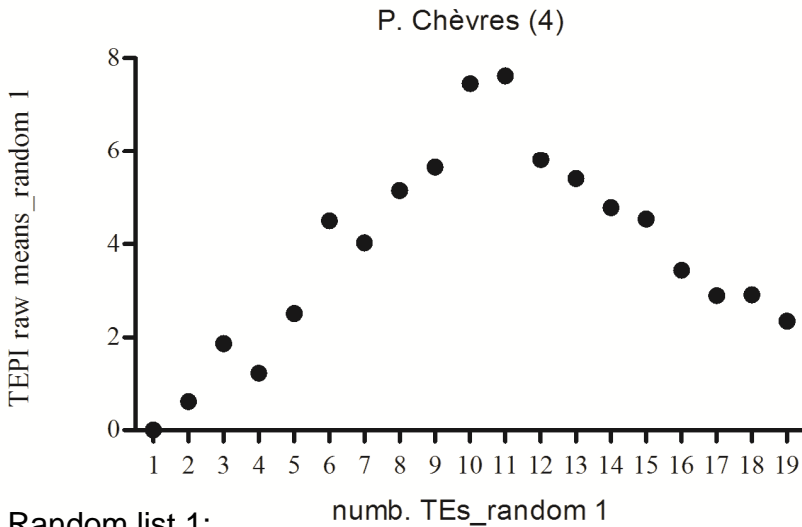 P. Chèvres (4)
TEPI raw means_random 1
8
6
4
2
0
1 2 3 4 5 6 7 8 9 10 11 12 13 14 15 16 17 18 19
numb. TEs_random 1
Random list 1: